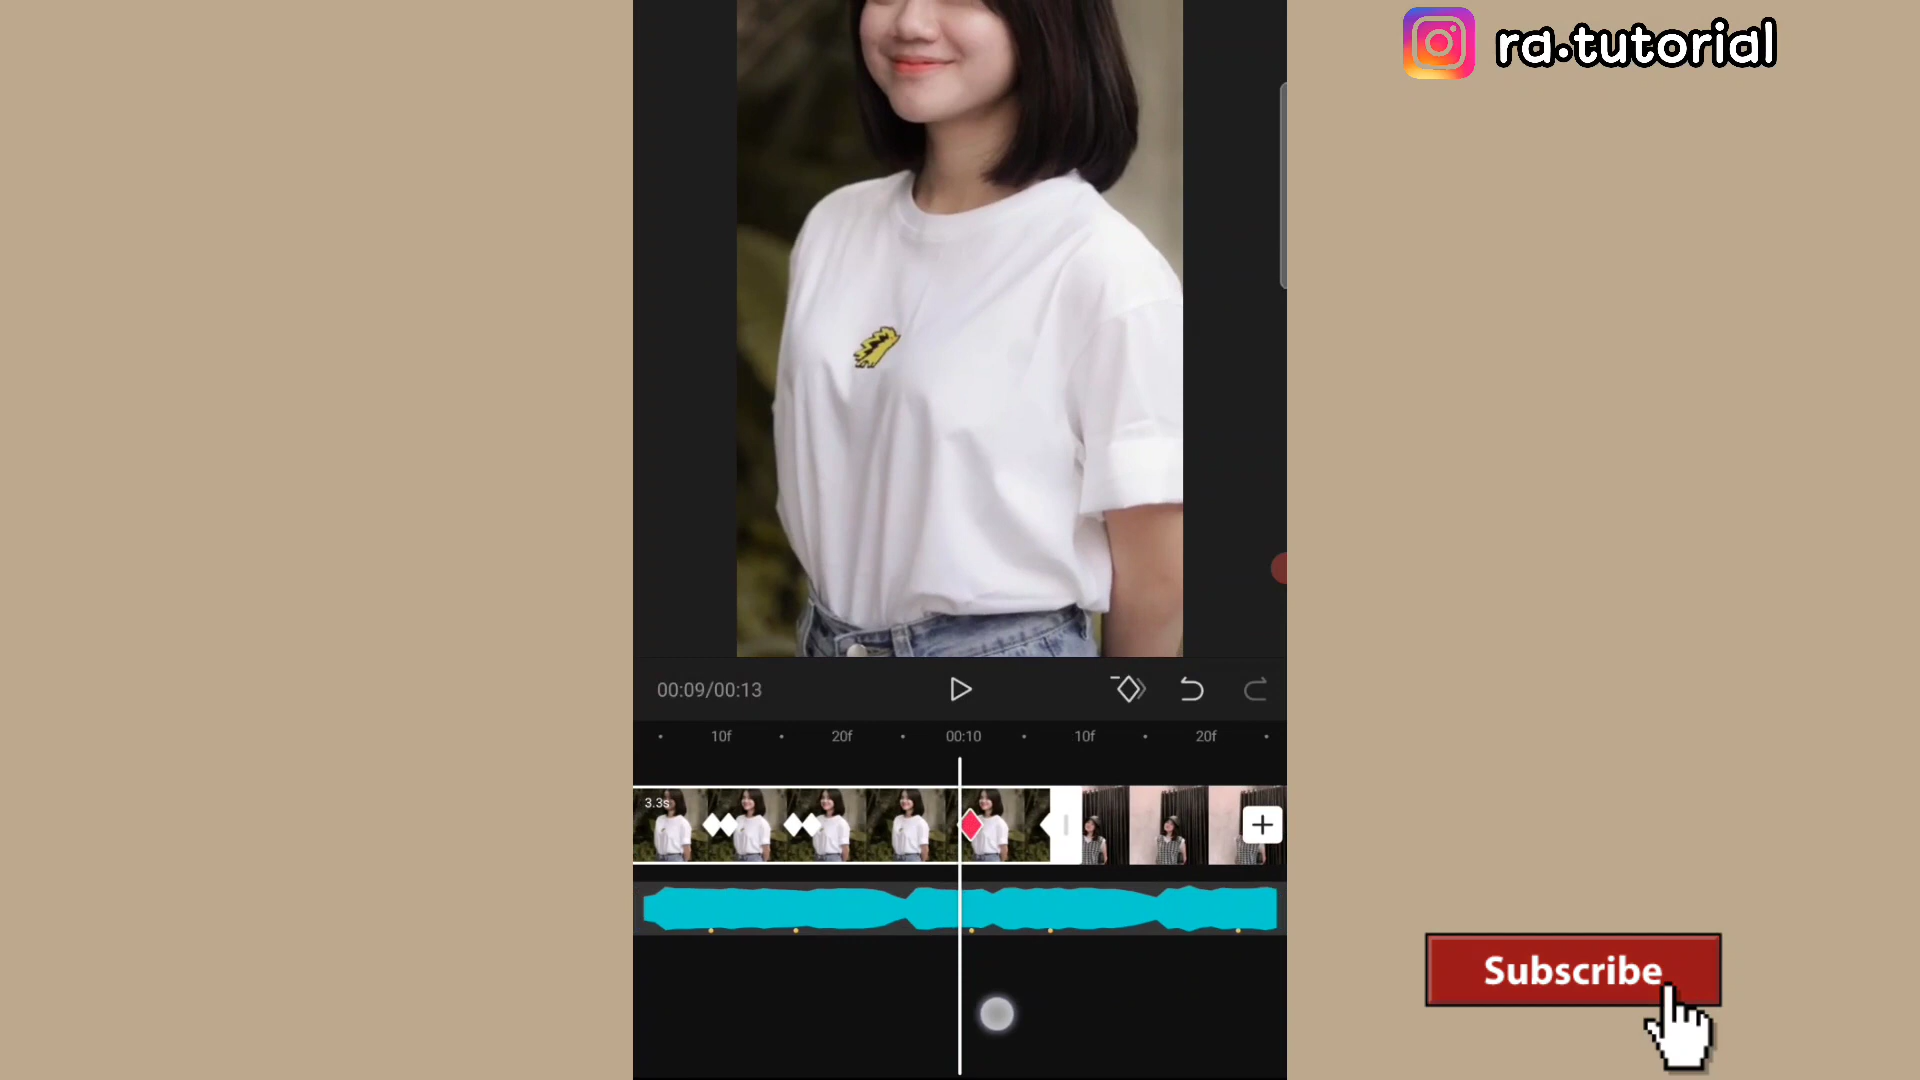 ra.tutorial
00:09/00:13
10f
20f
00:10
10f
20f
3.3s
Subscribe